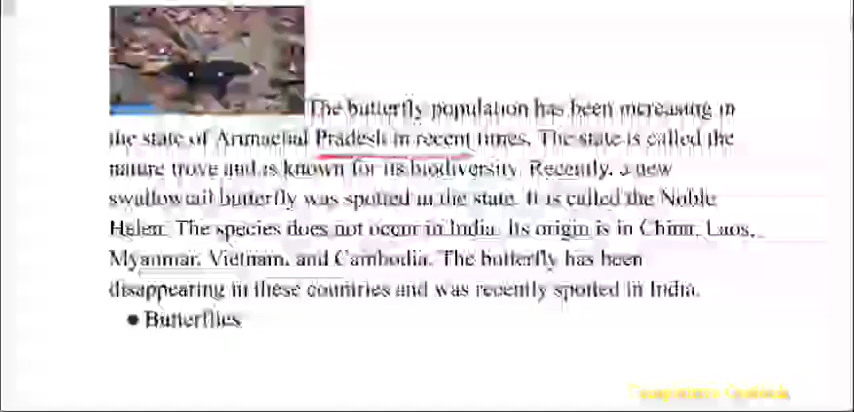 The butterfly population has been increasing in
the state of Arunachal Pradesh in recent times. The state is called the
nature trove and is known for its biodiversity. Recently, a new
swallowtail butterfly was spotted in the state. It is called the Noble
Helen. The species does not occur in India. Its origin is in China, Laos,
Myanmar, Vietnam, and Cambodia. The butterfly has been
disappearing in these countries and was recently spotted in India.
● Butterflies
Competitive Outlook